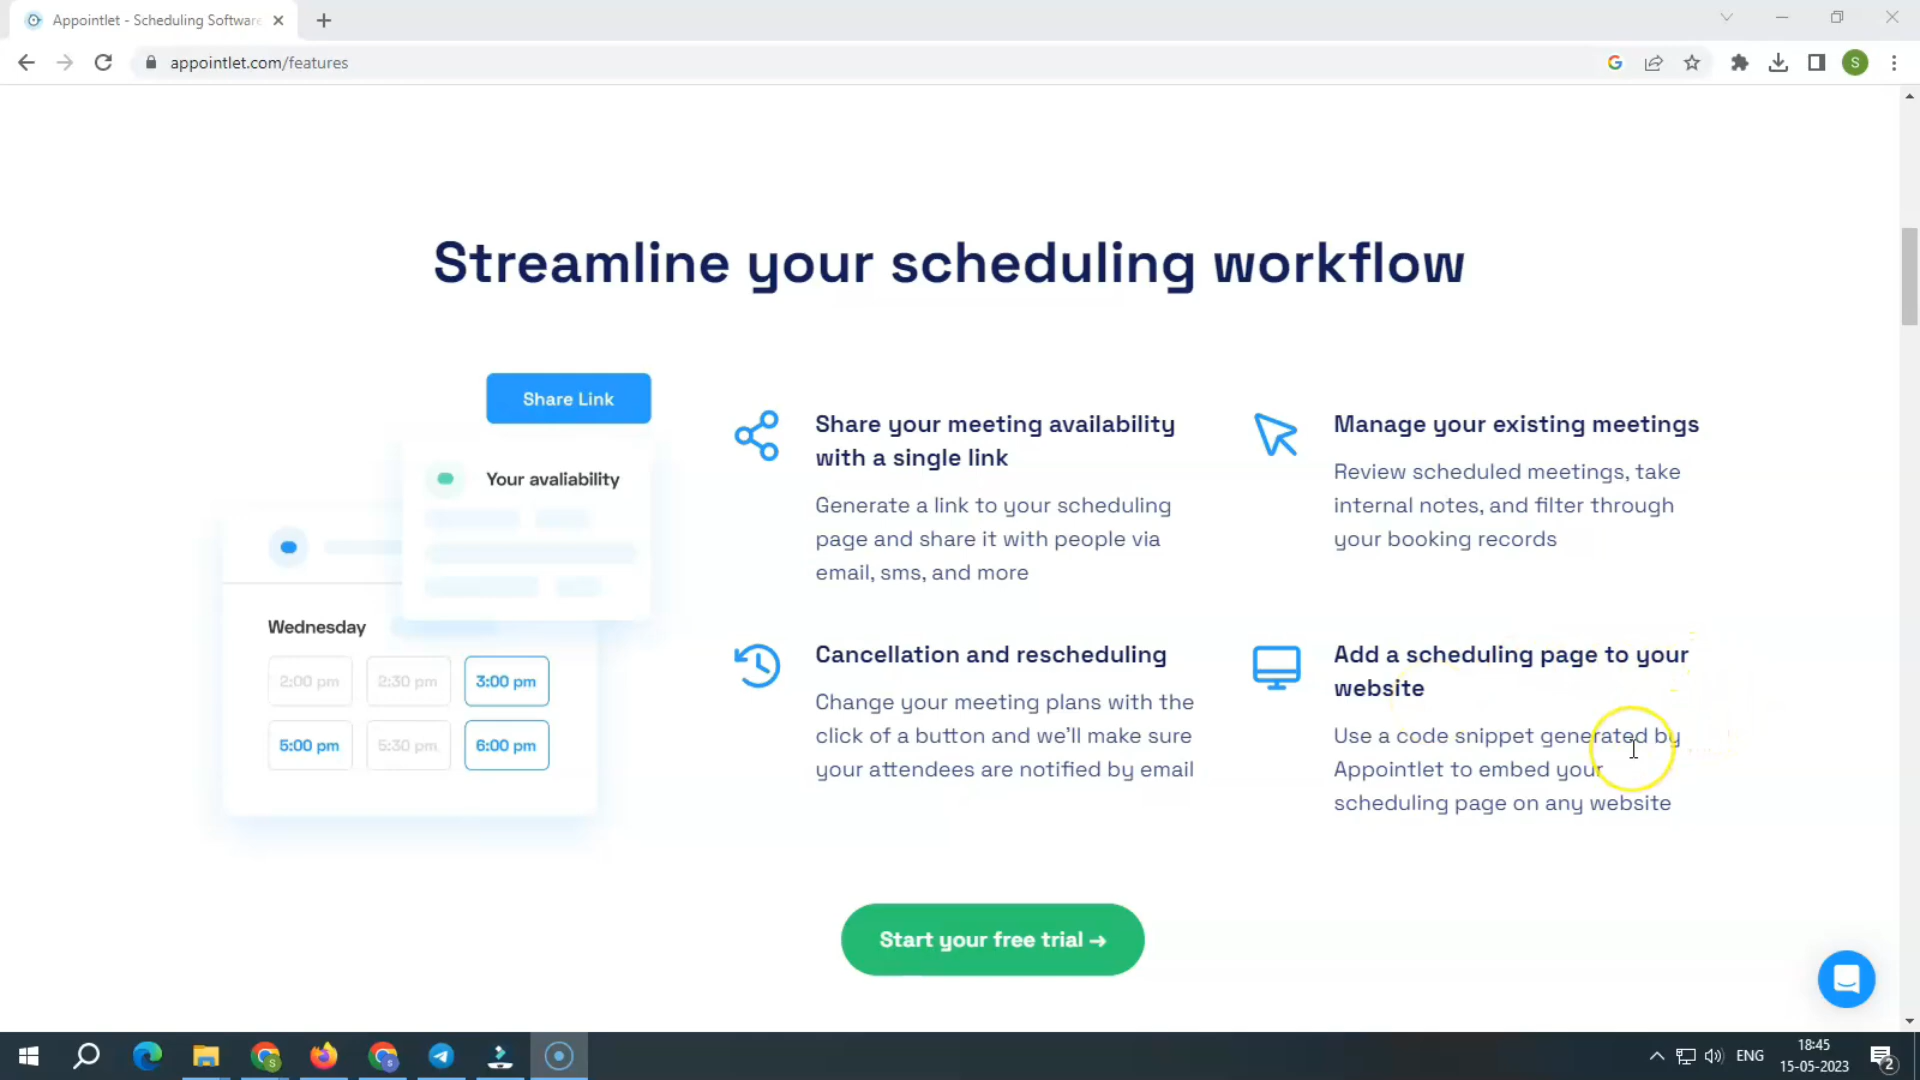 Appointlet - Scheduling Software
appointlet.com/features
S
Streamline your scheduling workflow
Share Link
Your avaliability
Wednesday
2:00 pm
2:30 pm
3:00 pm
5:00 pm
5:30 pm
6:00 pm
Share your meeting availability
with a single link
Generate a link to your scheduling
page and share it with people via
email, sms, and more
Manage your existing meetings
Review scheduled meetings, take
internal notes, and filter through
your booking records
Cancellation and rescheduling
Change your meeting plans with the
click of a button and we'll make sure
your attendees are notified by email
Add a scheduling page to your
website
Use a code snippet generated by
Appointlet to embed your
scheduling page on any website
Start your free trial →
ENG
18:45
15-05-2023
2